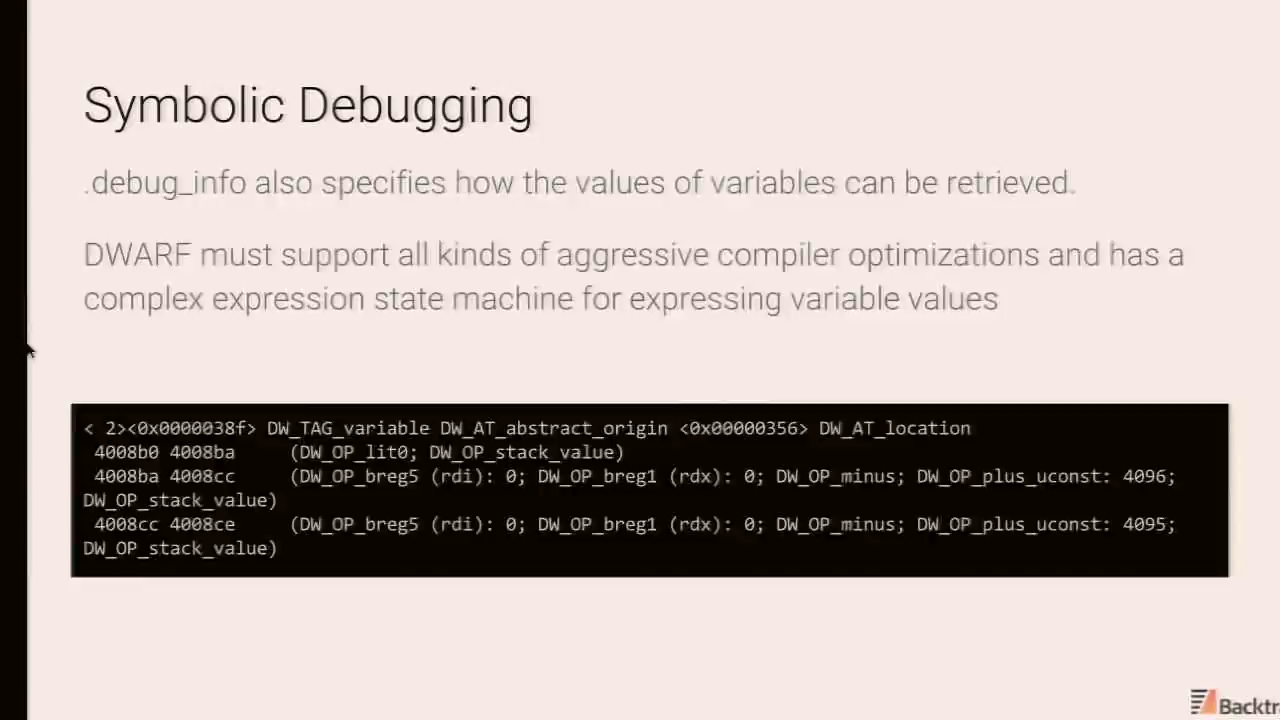 Symbolic Debugging
.debug_info also specifies how the values of variables can be retrieved.
DWARF must support all kinds of aggressive compiler optimizations and has a
complex expression state machine for expressing variable values
< 2><0x0000038f> DW_TAG_variable DW_AT_abstract_origin <0x00000356> DW_AT_location
4008b0 4008ba     (DW_OP_lit0; DW_OP_stack_value)
4008ba 4008cc     (DW_OP_breg5 (rdi): 0; DW_OP_breg1 (rdx): 0; DW_OP_minus; DW_OP_plus_uconst: 4096;
DW_OP_stack_value)
4008cc 4008ce     (DW_OP_breg5 (rdi): 0; DW_OP_breg1 (rdx): 0; DW_OP_minus; DW_OP_plus_uconst: 4095;
DW_OP_stack_value)
Backtr